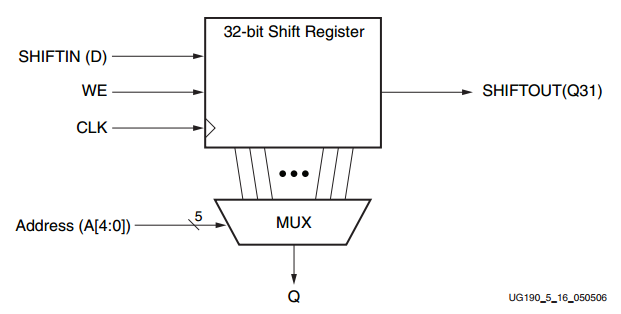 32-bit Shift Register
SHIFTIN (D)
WE
SHIFTOUT(Q31)
CLK
Address (A[4:0])
5
MUX
Q
UG190_5_16_050506